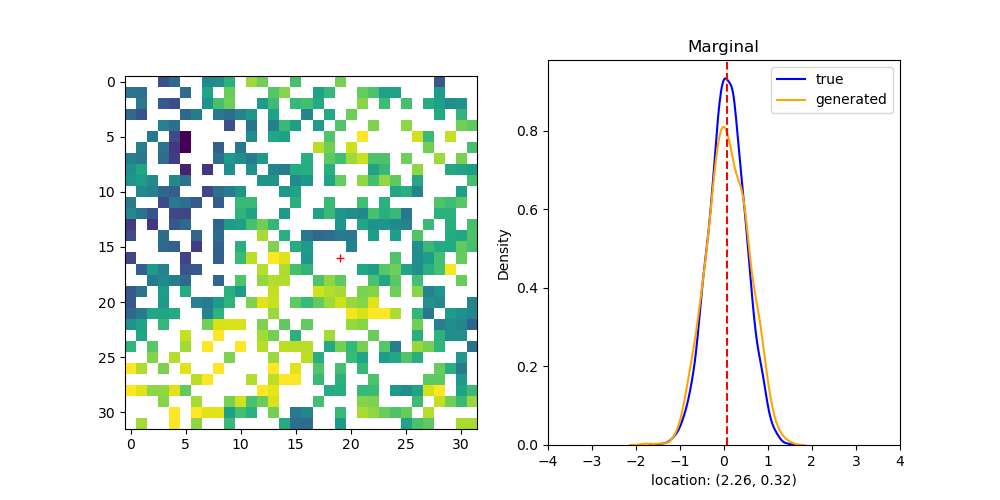 Marginal
true
generated
Density
0.0
0.2
0.4
0.6
0.8
−4 −3 −2 −1 0 1 2 3 4
location: (2.26, 0.32)
0
5
10
15
20
25
30
0 5 10 15 20 25 30